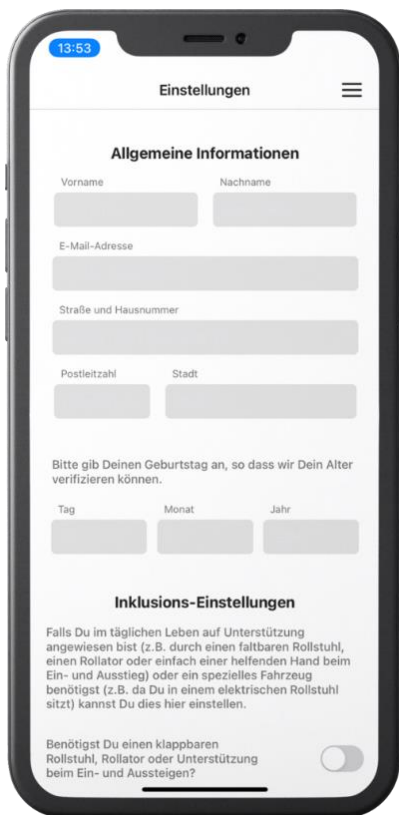 13:53
Einstellungen
Allgemeine Informationen
Vorname Nachname
E-Mail-Adresse
Straße und Hausnummer
Postleitzahl Stadt
Bitte gib Deinen Geburtstag an, so dass wir Dein Alter
verifizieren können.
Tag Monat Jahr
Inklusions-Einstellungen
Falls Du im täglichen Leben auf Unterstützung
angewiesen bist (z.B. durch einen faltbaren Rollstuhl,
einen Rollator oder einfach einer helfenden Hand beim
Ein- und Ausstieg) oder ein spezielles Fahrzeug
benötigst (z.B. da Du in einem elektrischen Rollstuhl
sitzt) kannst Du dies hier einstellen.
Benötigst Du einen klappbaren
Rollstuhl, Rollator oder Unterstützung
beim Ein- und Aussteigen?